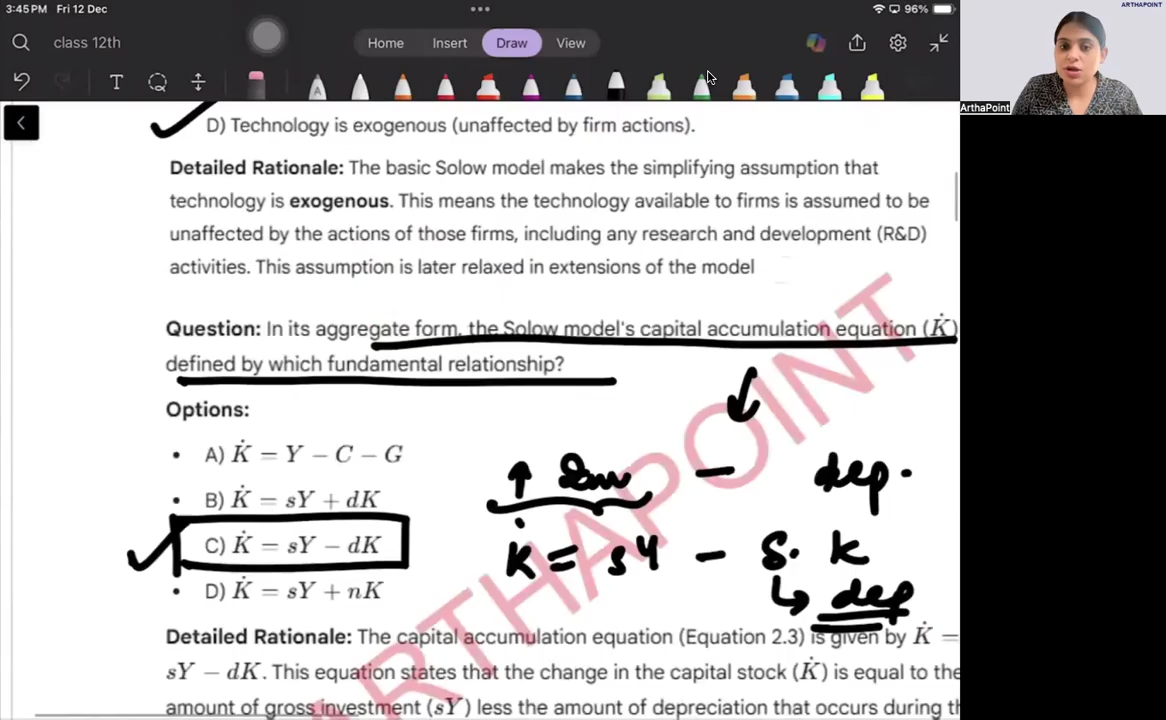 3:45PM Fri 12 Dec
96%
ARTHAPOINT
class 12th
Home Insert Draw View
T
A
ArthaPoint
D) Technology is exogenous (unaffected by firm actions).
Detailed Rationale: The basic Solow model makes the simplifying assumption that
technology is exogenous. This means the technology available to firms is assumed to be
unaffected by the actions of those firms, including any research and development (R&D)
activities. This assumption is later relaxed in extensions of the model
Question: In its aggregate form, the Solow model's capital accumulation equation (K̇)
defined by which fundamental relationship?
Options:
• A) K̇ = Y − C − G
• B) K̇ = sY + dK
• C) K̇ = sY − dK
• D) K̇ = sY + nK
↑ Inv − dep.
K̇ = sY − δ. K
↳ dep
Detailed Rationale: The capital accumulation equation (Equation 2.3) is given by K̇ =
sY − dK. This equation states that the change in the capital stock (K̇) is equal to the
amount of gross investment (sY) less the amount of depreciation that occurs during th
ARTHAPOINT